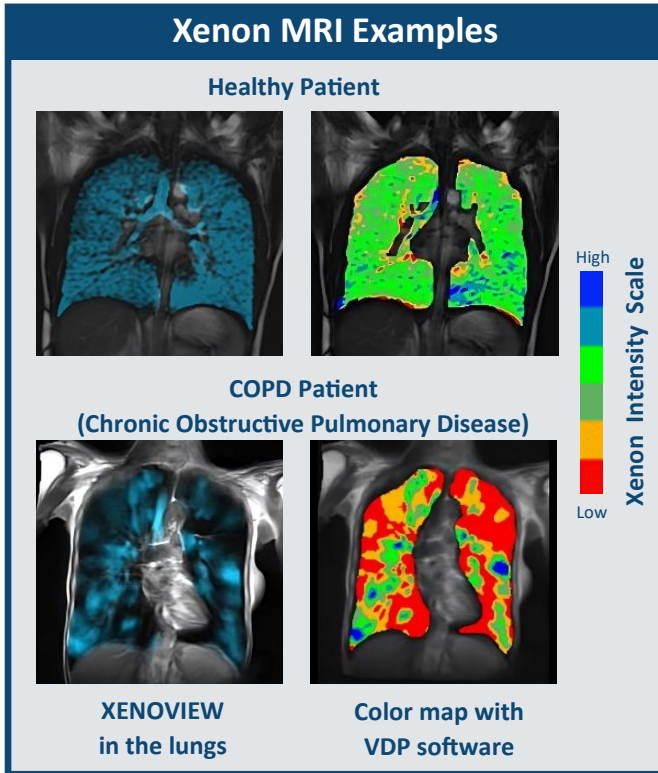 Xenon MRI Examples
Healthy Patient
High
Xenon Intensity Scale
Low
COPD Patient
(Chronic Obstructive Pulmonary Disease)
XENOVIEW
in the lungs
Color map with
VDP software